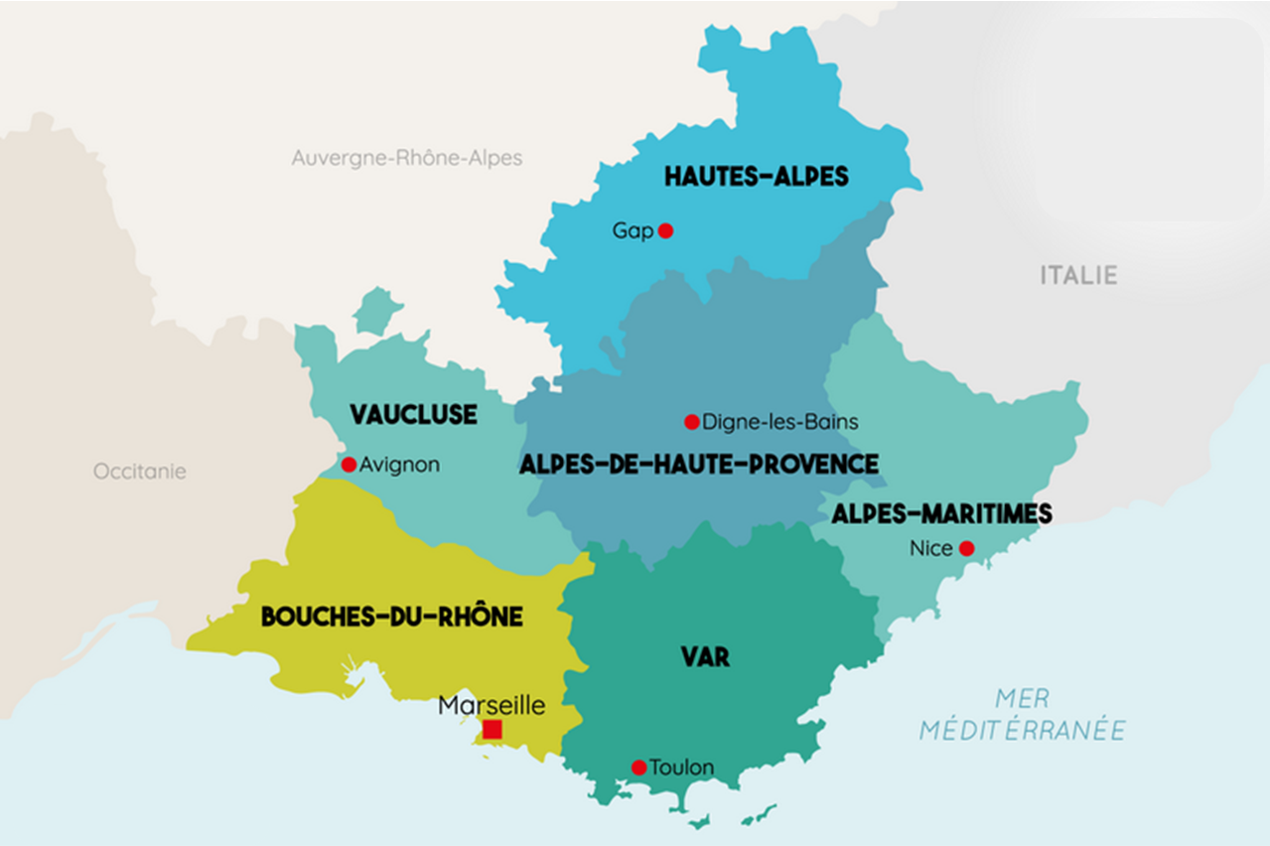 Auvergne-Rhône-Alpes
HAUTES-ALPES
Gap
ITALIE
VAUCLUSE
Digne-les-Bains
Avignon
ALPES-DE-HAUTE-PROVENCE
Occitanie
ALPES-MARITIMES
Nice
BOUCHES-DU-RHÔNE
VAR
Marseille
MER
MÉDITÉRRANÉE
Toulon